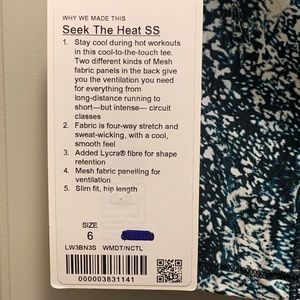 WHY WE MADE THIS
Seek The Heat SS
1. Stay cool during hot workouts
in this cool-to-the-touch tee.
Two different kinds of Mesh
fabric panels in the back give
you the ventilation you need
for everything from
long-distance running to
short—but intense— circuit
classes
2. Fabric is four-way stretch and
sweat-wicking, with a cool,
smooth feel
3. Added Lycra® fibre for shape
retention
4. Mesh fabric panelling for
ventilation
5. Slim fit, hip length
SIZE
6
LW3BN3S WMDT/NCTL
000003831141